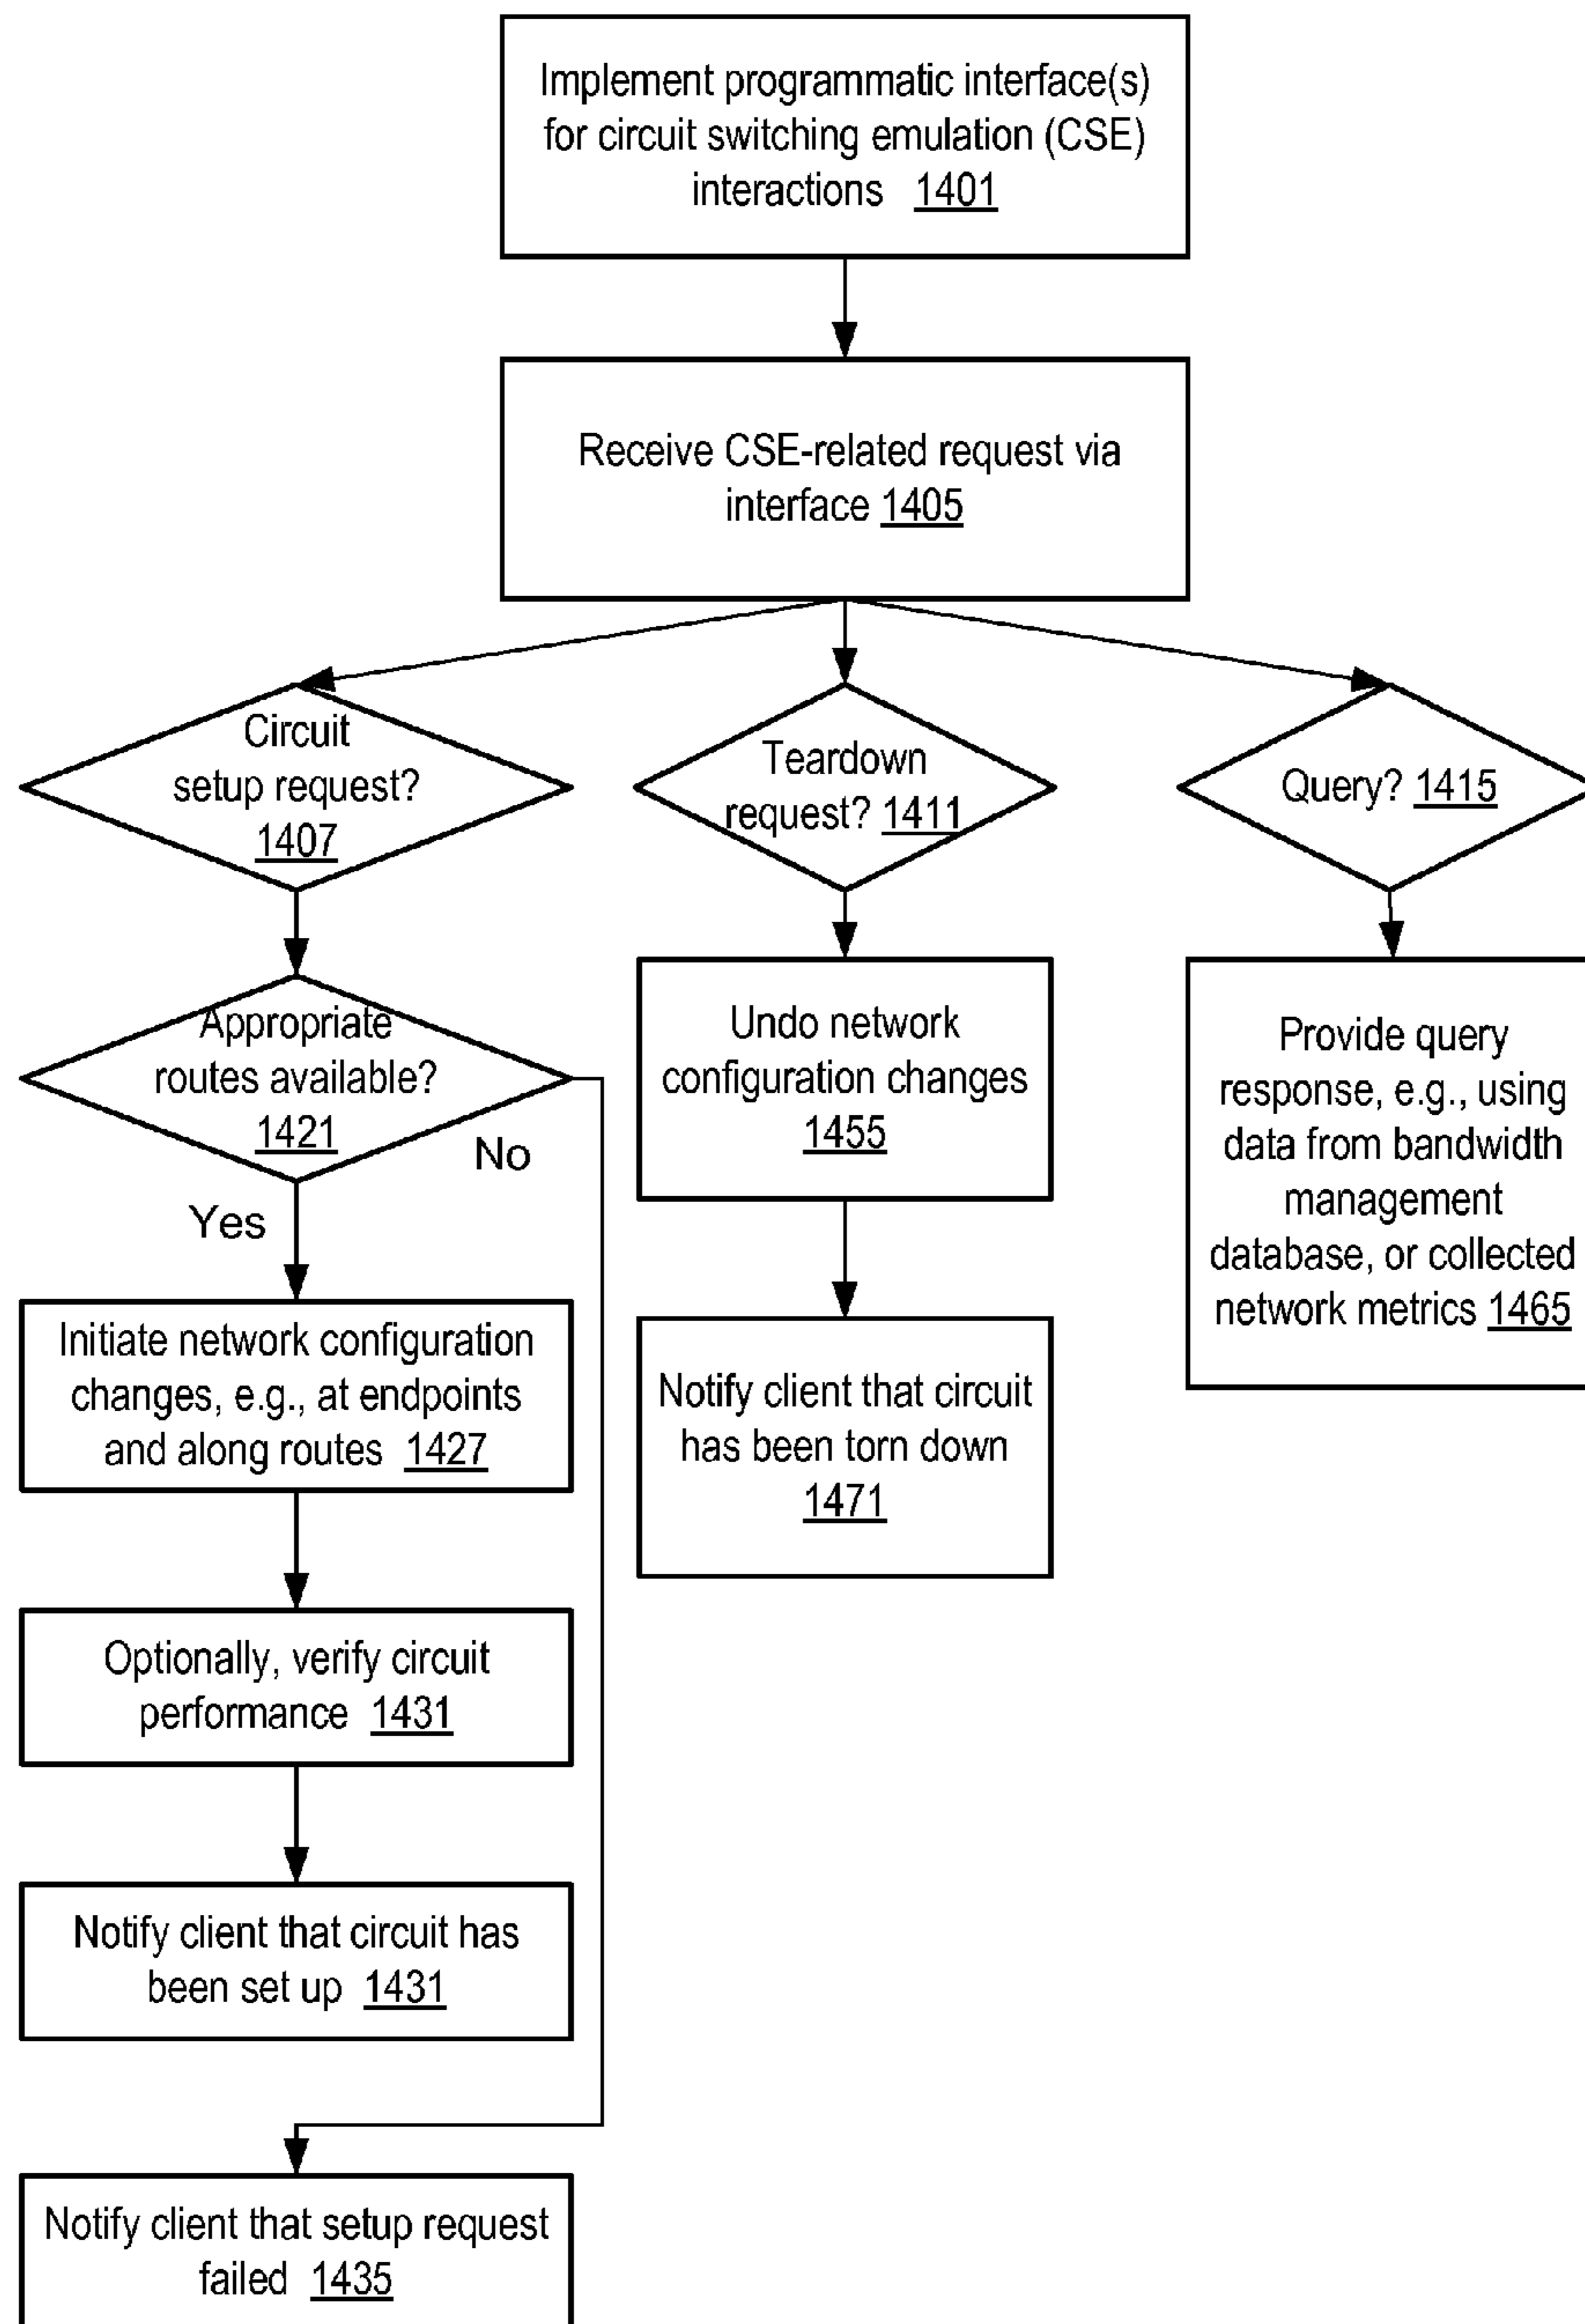 Implement programmatic interface(s)
for circuit switching emulation (CSE)
interactions 1401
Receive CSE-related request via
interface 1405
Circuit
setup request?
1407
Teardown
request? 1411
Query? 1415
Appropriate
routes available?
1421
No
Yes
Undo network
configuration changes
1455
Provide query
response, e.g., using
data from bandwidth
management
database, or collected
network metrics 1465
Initiate network configuration
changes, e.g., at endpoints
and along routes 1427
Notify client that circuit
has been torn down
1471
Optionally, verify circuit
performance 1431
Notify client that circuit has
been set up 1431
Notify client that setup request
failed 1435